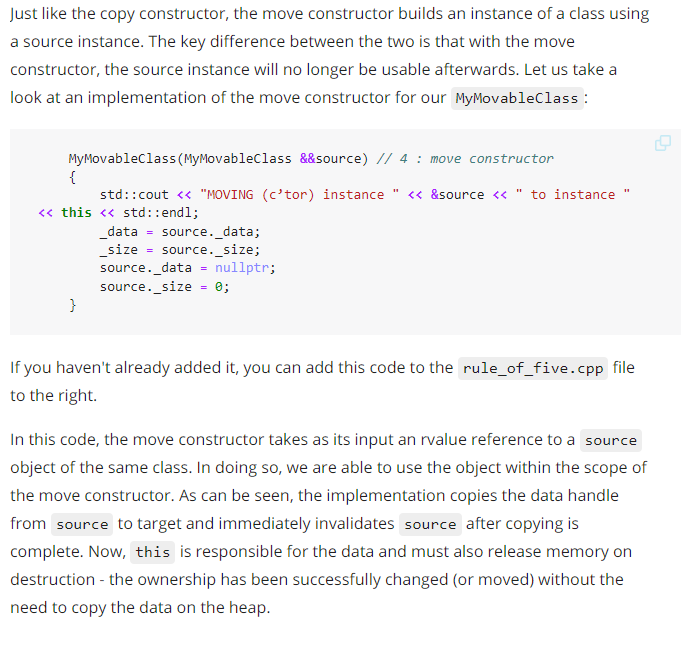 Just like the copy constructor, the move constructor builds an instance of a class using
a source instance. The key difference between the two is that with the move
constructor, the source instance will no longer be usable afterwards. Let us take a
look at an implementation of the move constructor for our MyMovableClass :
MyMovableClass(MyMovableClass &&source) // 4 : move constructor
{
std::cout << "MOVING (c’tor) instance " << &source << " to instance "
<< this << std::endl;
_data = source._data;
_size = source._size;
source._data = nullptr;
source._size = 0;
}
If you haven't already added it, you can add this code to the rule_of_five.cpp file
to the right.
In this code, the move constructor takes as its input an rvalue reference to a source
object of the same class. In doing so, we are able to use the object within the scope of
the move constructor. As can be seen, the implementation copies the data handle
from source to target and immediately invalidates source after copying is
complete. Now, this is responsible for the data and must also release memory on
destruction - the ownership has been successfully changed (or moved) without the
need to copy the data on the heap.